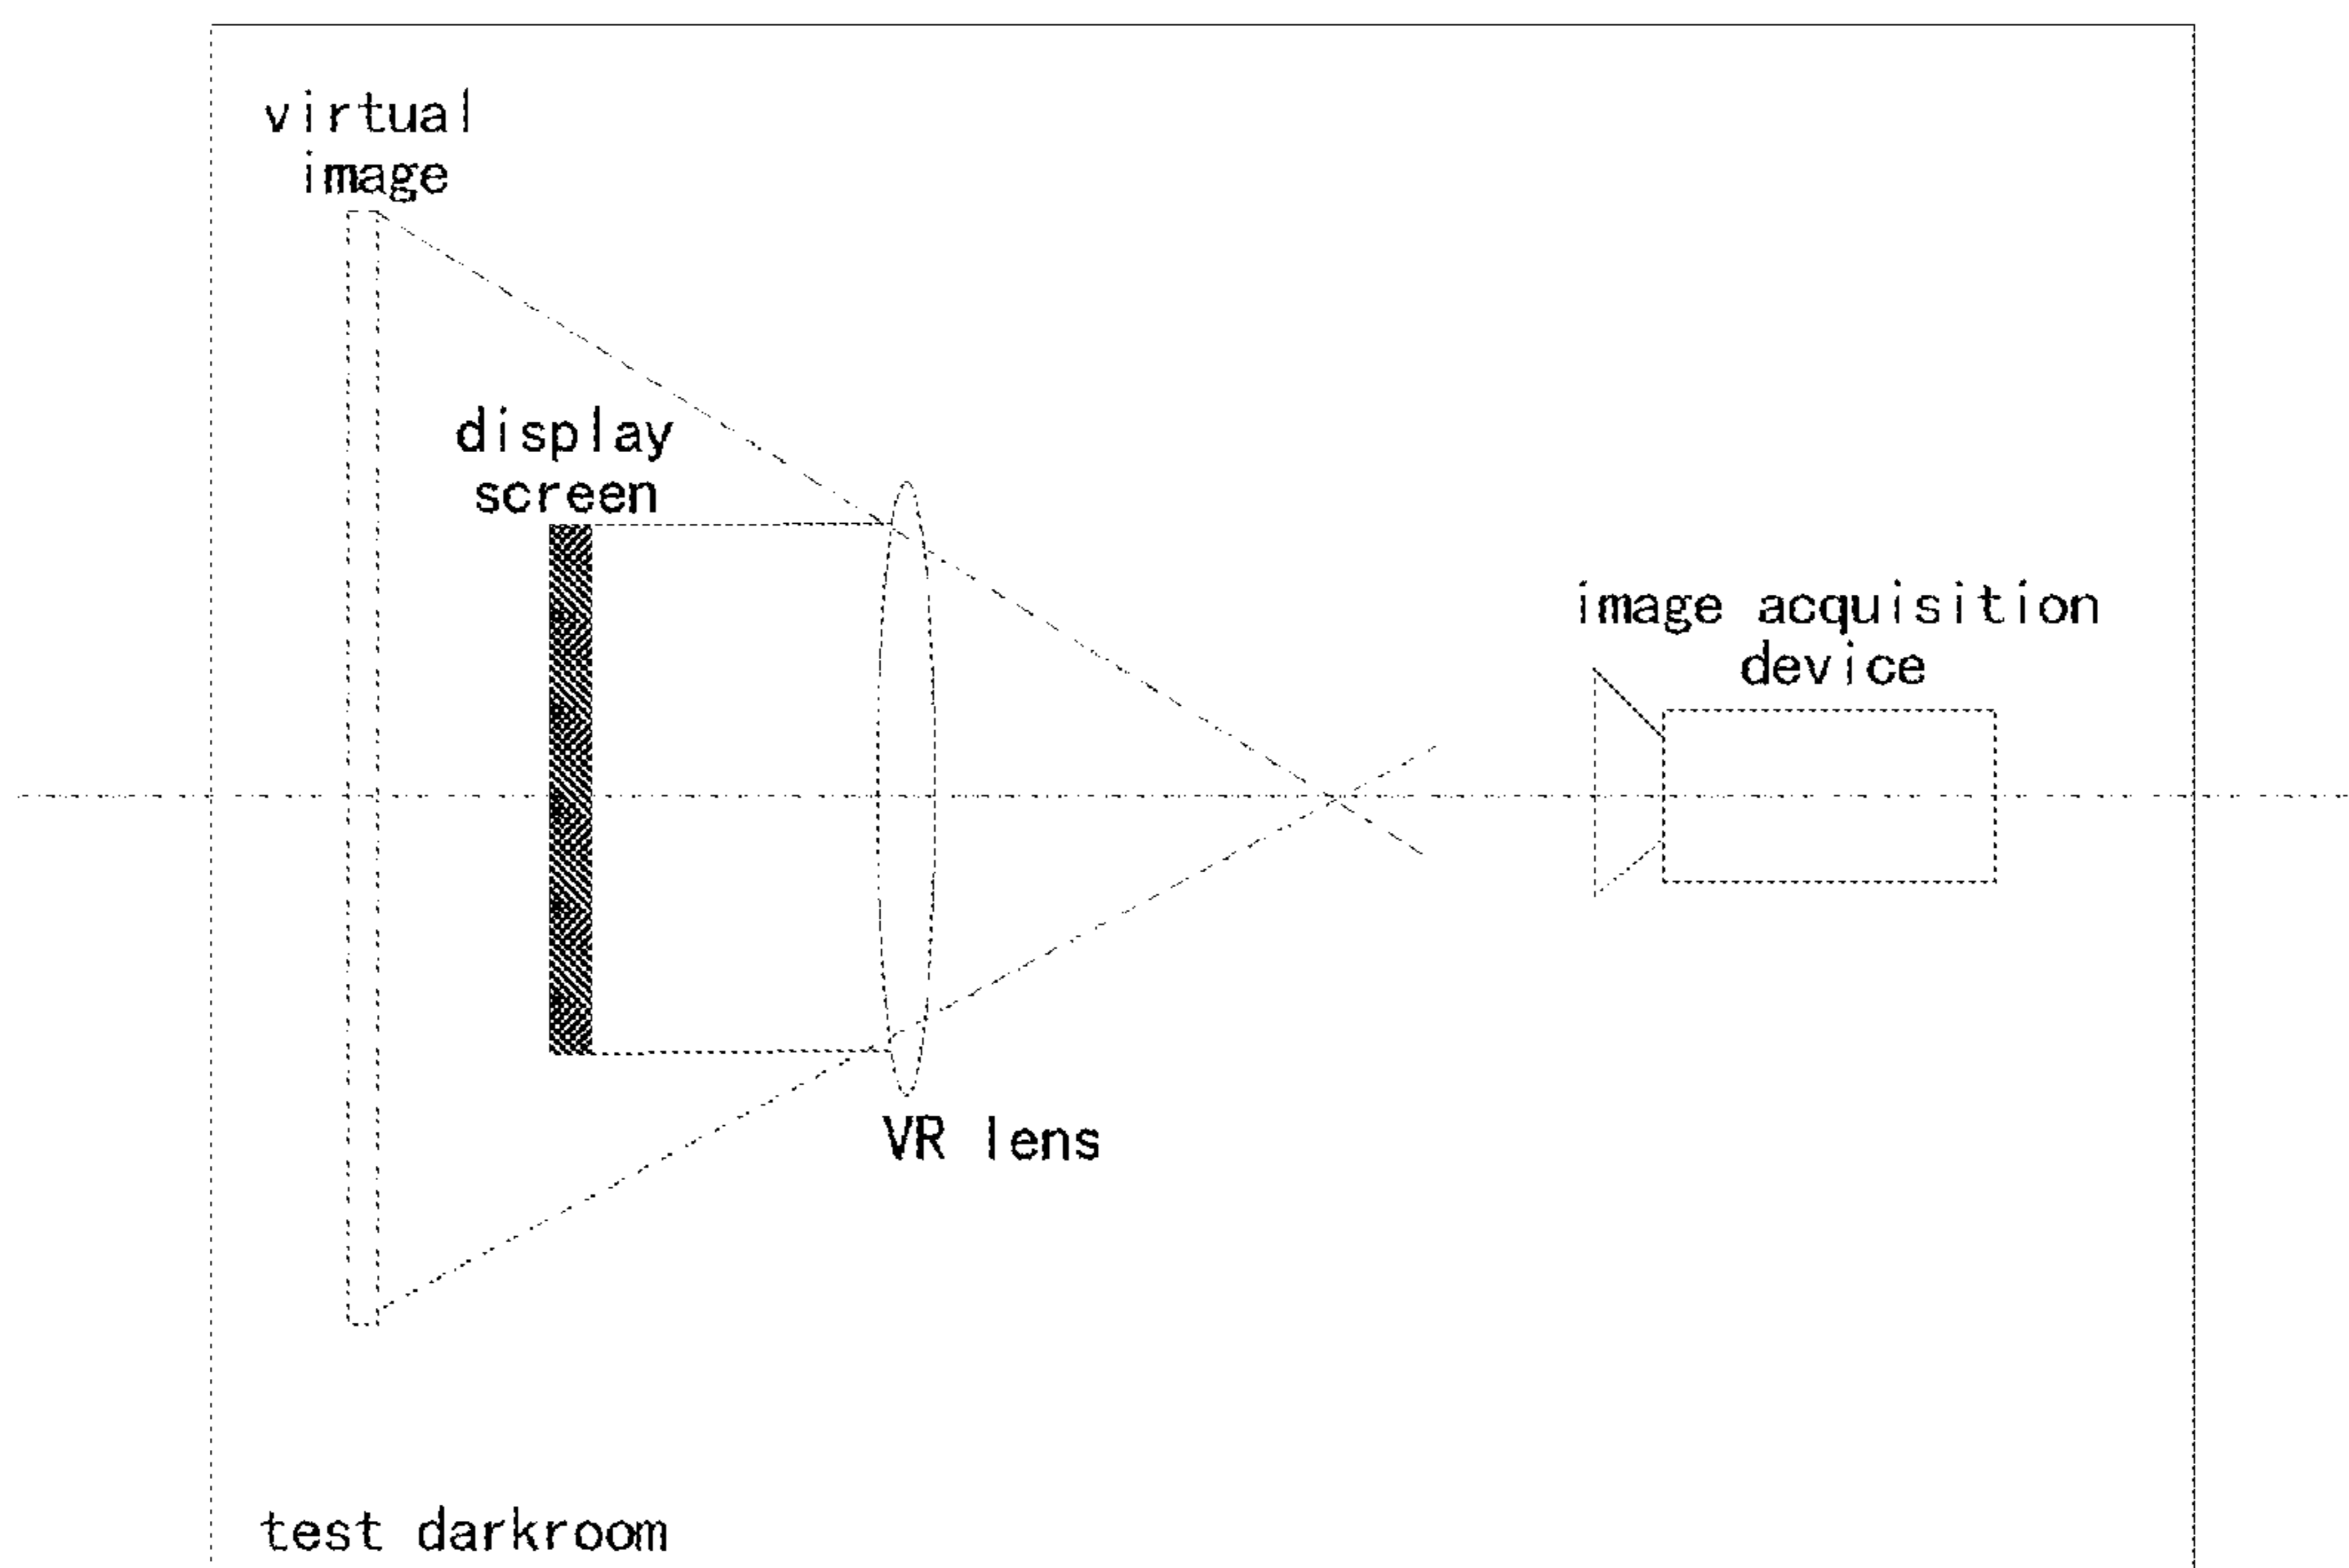 virtual
image
display
screen
image acquisition
device
VR lens
test darkroom